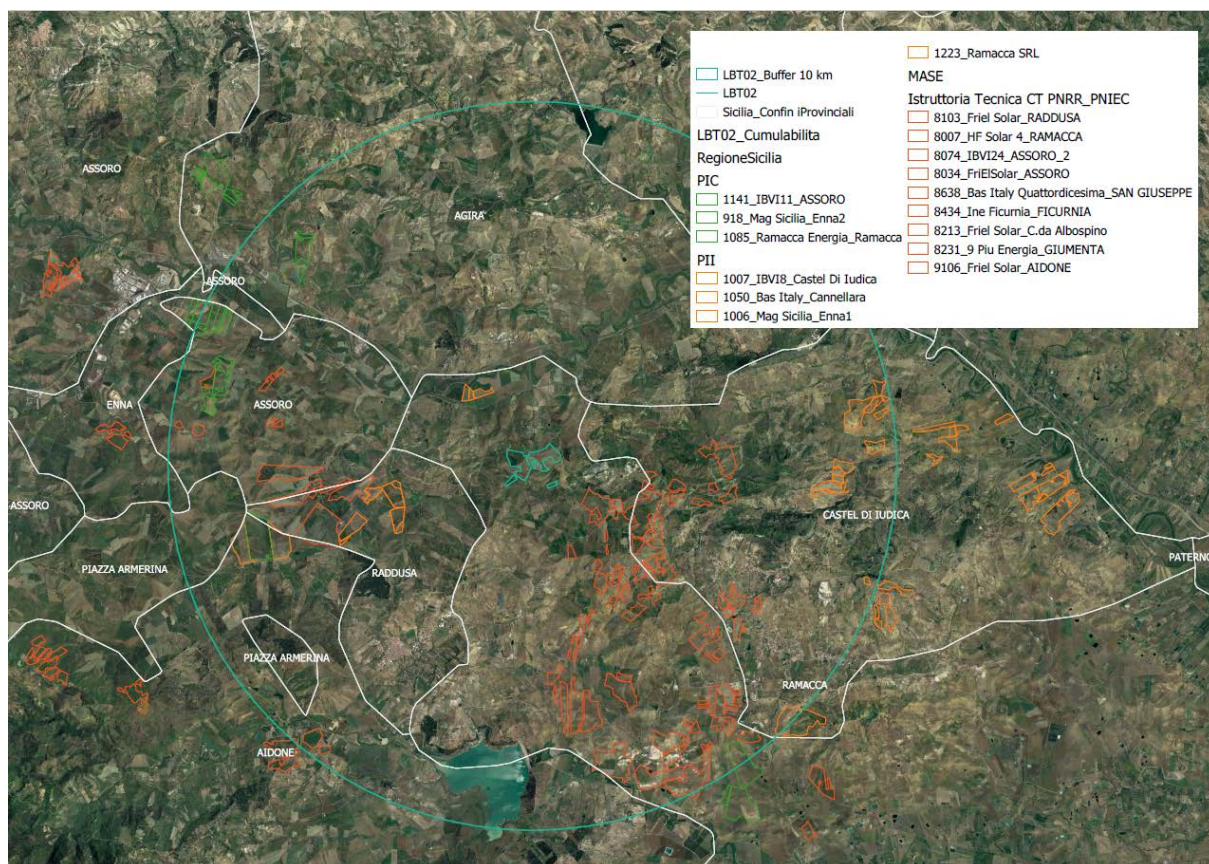 LBT02_Buffer 10 km
LBT02
Sicilia_Confin iProvinciali
LBT02_Cumulabilita
RegioneSicilia
PIC
1141_IBVI11_ASSORO
918_Mag Sicilia_Enna2
1085_Ramacca Energia_Ramacca
PII
1007_IBVI8_Castel Di Iudica
1050_Bas Italy_Cannellara
1006_Mag Sicilia_Enna1
1223_Ramacca SRL
MASE
Istruttoria Tecnica CT PNRR_PNIEC
8103_Friel Solar_RADDUSA
8007_HF Solar 4_RAMACCA
8074_IBVI24_ASSORO_2
8034_FriElSolar_ASSORO
8638_Bas Italy Quattordicesima_SAN GIUSEPPE
8434_Ine Ficurnia_FICURNIA
8213_Friel Solar_C.da Albospino
8231_9 Piu Energia_GIUMENTA
9106_Friel Solar_AIDONE
ASSORO
AGIRA
ASSORO
ENNA
ASSORO
ASSORO
CASTEL DI IUDICA
PATERNO
PIAZZA ARMERINA
RADDUSA
PIAZZA ARMERINA
RAMACCA
AIDONE